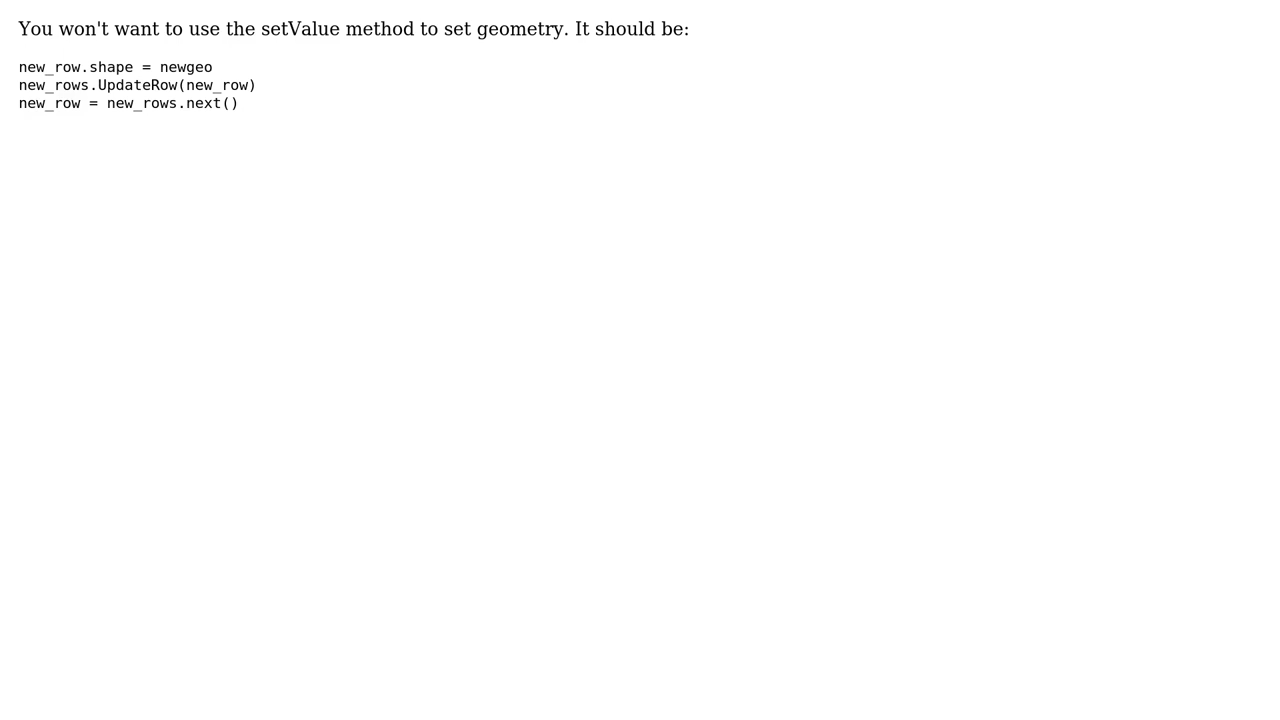 You won't want to use the setValue method to set geometry. It should be:
new_row.shape = newgeo
new_rows.UpdateRow(new_row)
new_row = new_rows.next()